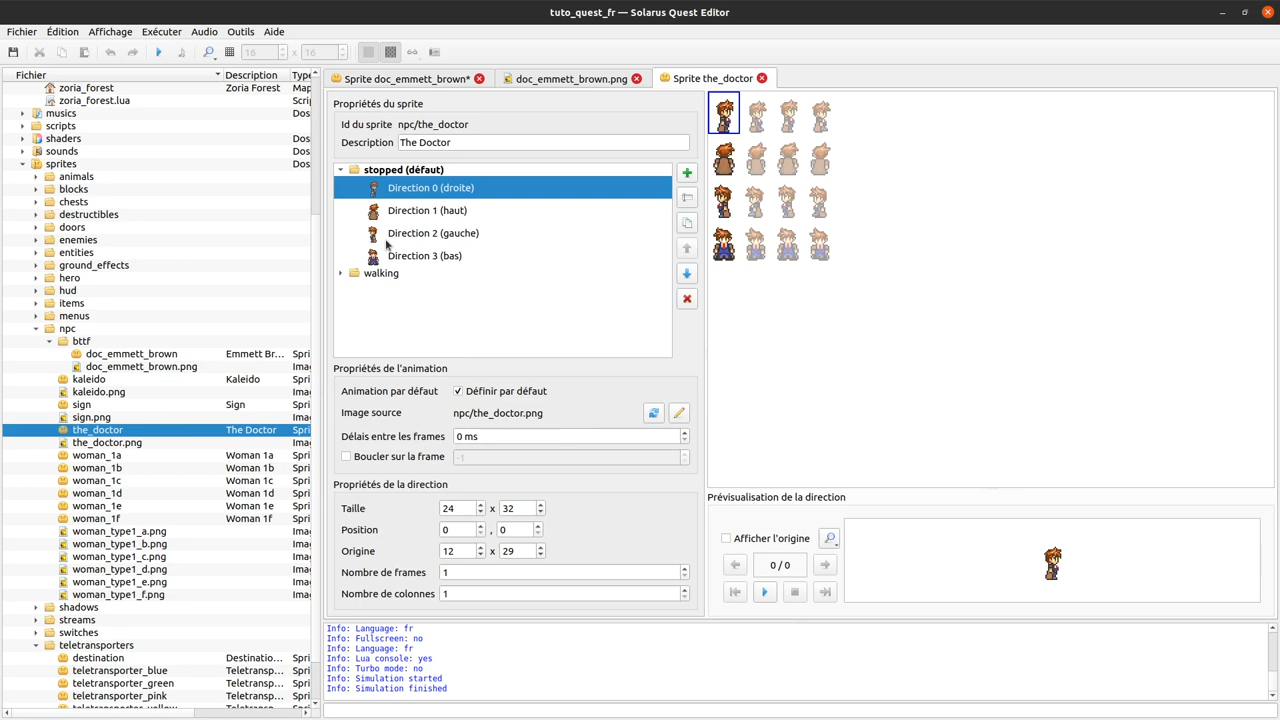 tuto_quest_fr — Solarus Quest Editor
Fichier Édition Affichage Exécuter Audio Outils Aide
16 x 16
Fichier Description Type
zoria_forest Zoria Forest Map
zoria_forest.lua Scri
musics Dos
scripts Dos
shaders Dos
sounds Dos
sprites Dos
animals
blocks
chests
destructibles
doors
enemies
entities
ground_effects
hero
hud
items
menus
npc
bttf
doc_emmett_brown Emmett Br... Spri
doc_emmett_brown.png Ima
kaleido Kaleido Spri
kaleido.png Ima
sign Sign Spri
sign.png Ima
the_doctor The Doctor Spri
the_doctor.png Ima
woman_1a Woman 1a Spri
woman_1b Woman 1b Spri
woman_1c Woman 1c Spri
woman_1d Woman 1d Spri
woman_1e Woman 1e Spri
woman_1f Woman 1f Spri
woman_type1_a.png Ima
woman_type1_b.png Ima
woman_type1_c.png Ima
woman_type1_d.png Ima
woman_type1_e.png Ima
woman_type1_f.png Ima
shadows Dos
streams Dos
switches Dos
teletransporters Dos
destination Destinatio... Spri
teletransporter_blue Teletransp... Spri
teletransporter_green Teletransp... Spri
teletransporter_pink Teletransp... Spri
Sprite doc_emmett_brown* doc_emmett_brown.png Sprite the_doctor
Propriétés du sprite
Id du sprite npc/the_doctor
Description The Doctor
stopped (défaut)
Direction 0 (droite)
Direction 1 (haut)
Direction 2 (gauche)
Direction 3 (bas)
walking
Propriétés de l'animation
Animation par défaut Définir par défaut
Image source npc/the_doctor.png
Délais entre les frames 0 ms
Boucler sur la frame -1
Propriétés de la direction
Taille 24 x 32
Position 0 , 0
Origine 12 x 29
Nombre de frames 1
Nombre de colonnes 1
Prévisualisation de la direction
Afficher l'origine
0 / 0
Info: Language: fr
Info: Fullscreen: no
Info: Language: fr
Info: Lua console: yes
Info: Turbo mode: no
Info: Simulation started
Info: Simulation finished